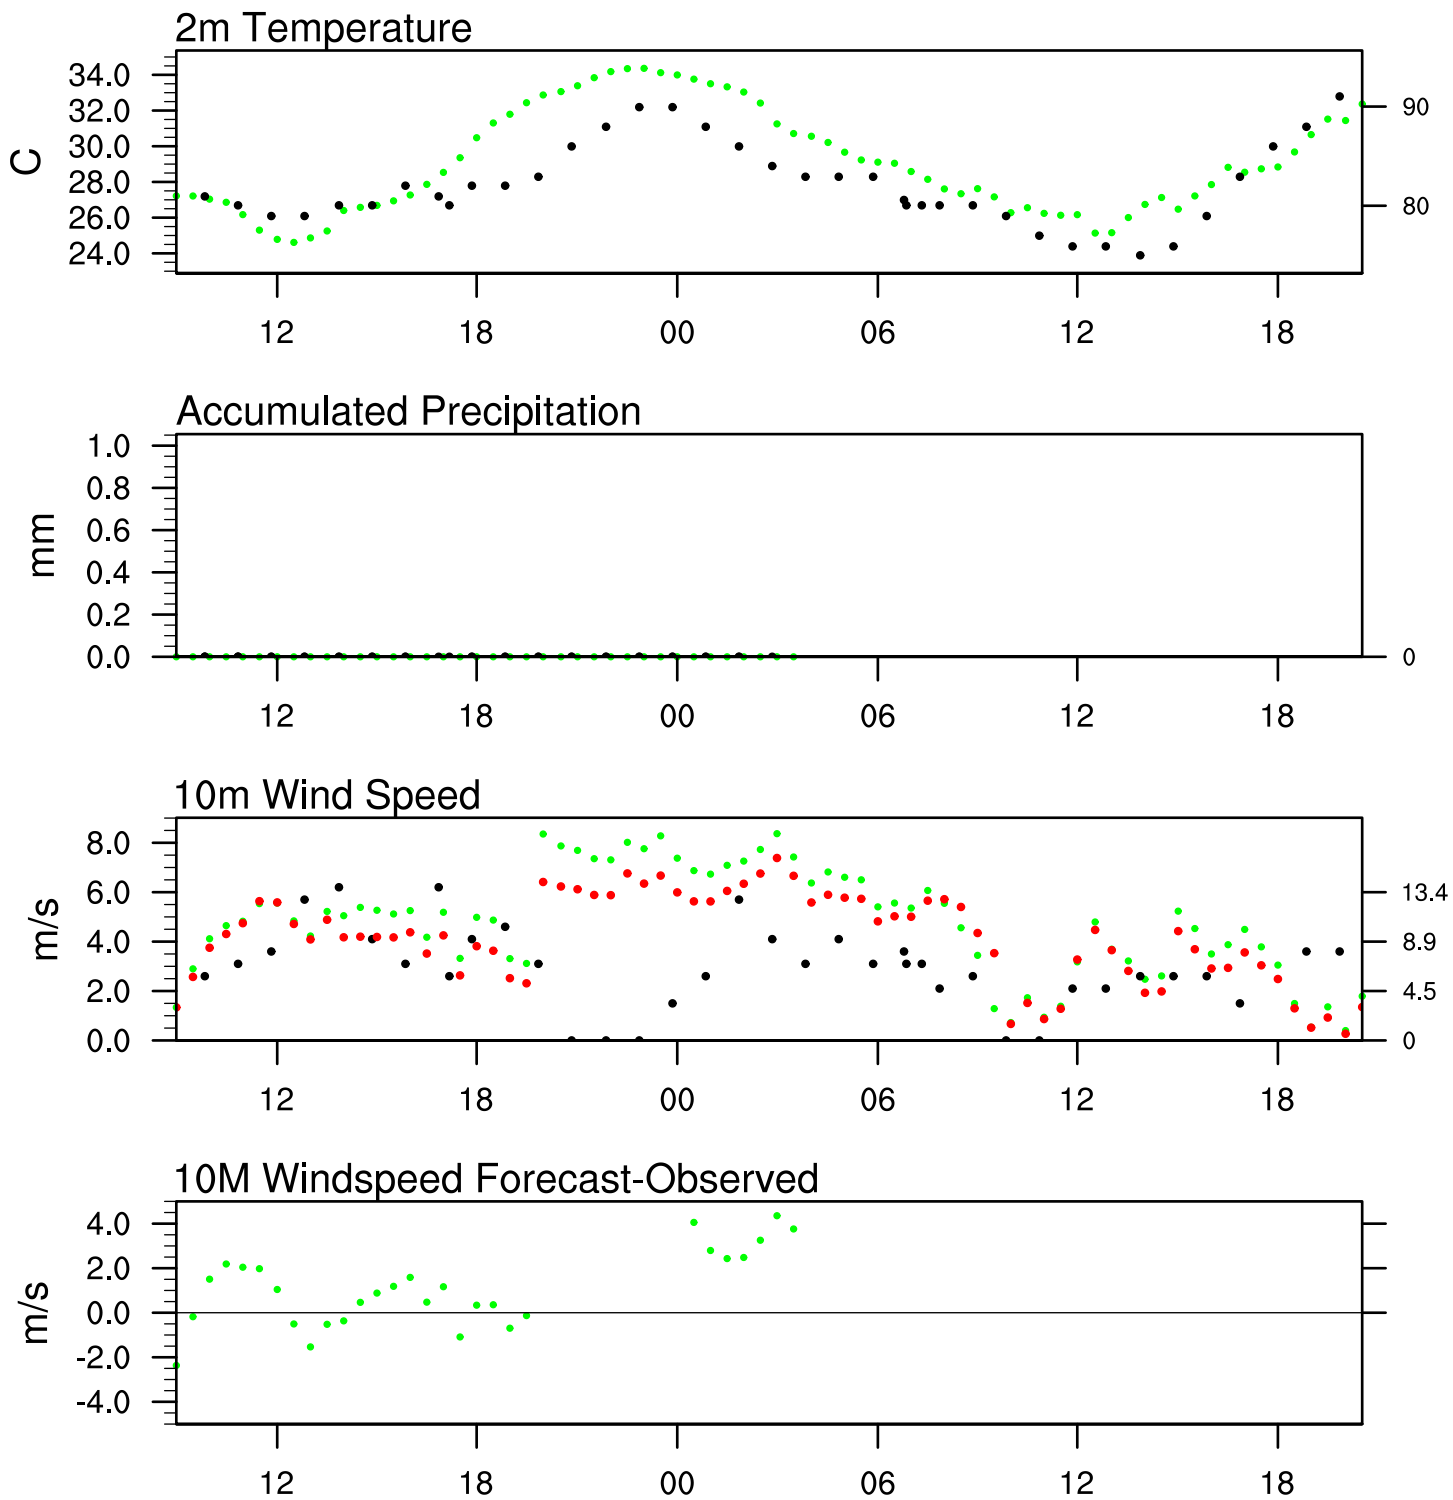 2m Temperature
34.0
32.0
30.0
28.0
26.0
24.0
C
90
80
12 18 00 06 12 18
Accumulated Precipitation
1.0
0.8
0.6
0.4
0.2
0.0
mm
0
12 18 00 06 12 18
10m Wind Speed
8.0
6.0
4.0
2.0
0.0
m/s
13.4
8.9
4.5
0
12 18 00 06 12 18
10M Windspeed Forecast-Observed
4.0
2.0
0.0
-2.0
-4.0
m/s
12 18 00 06 12 18